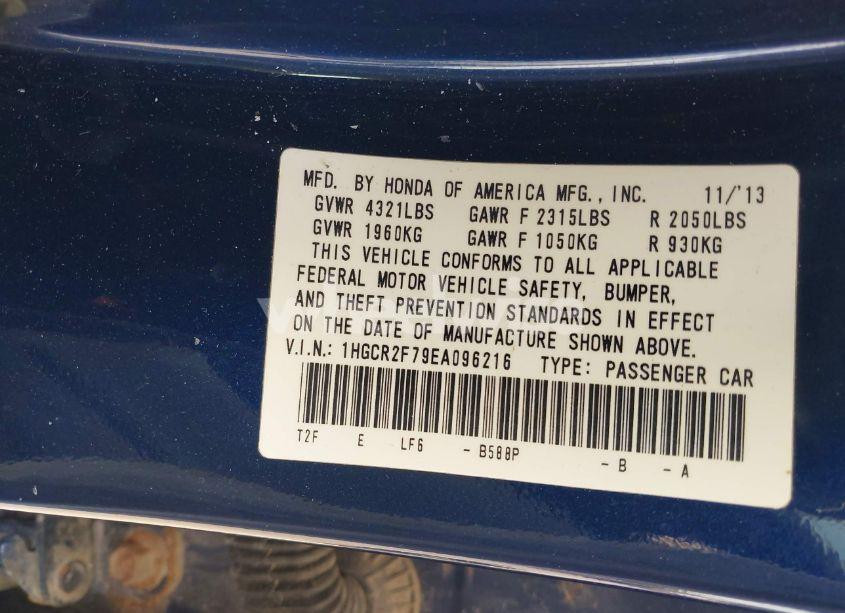 MFD. BY HONDA OF AMERICA MFG., INC. 11/'13
GVWR 4321LBS GAWR F 2315LBS R 2050LBS
GVWR 1960KG GAWR F 1050KG R 930KG
THIS VEHICLE CONFORMS TO ALL APPLICABLE
FEDERAL MOTOR VEHICLE SAFETY, BUMPER,
AND THEFT PREVENTION STANDARDS IN EFFECT
ON THE DATE OF MANUFACTURE SHOWN ABOVE.
V.I.N.: 1HGCR2F79EA096216 TYPE: PASSENGER CAR
T2F E LF6 - B588P - B - A